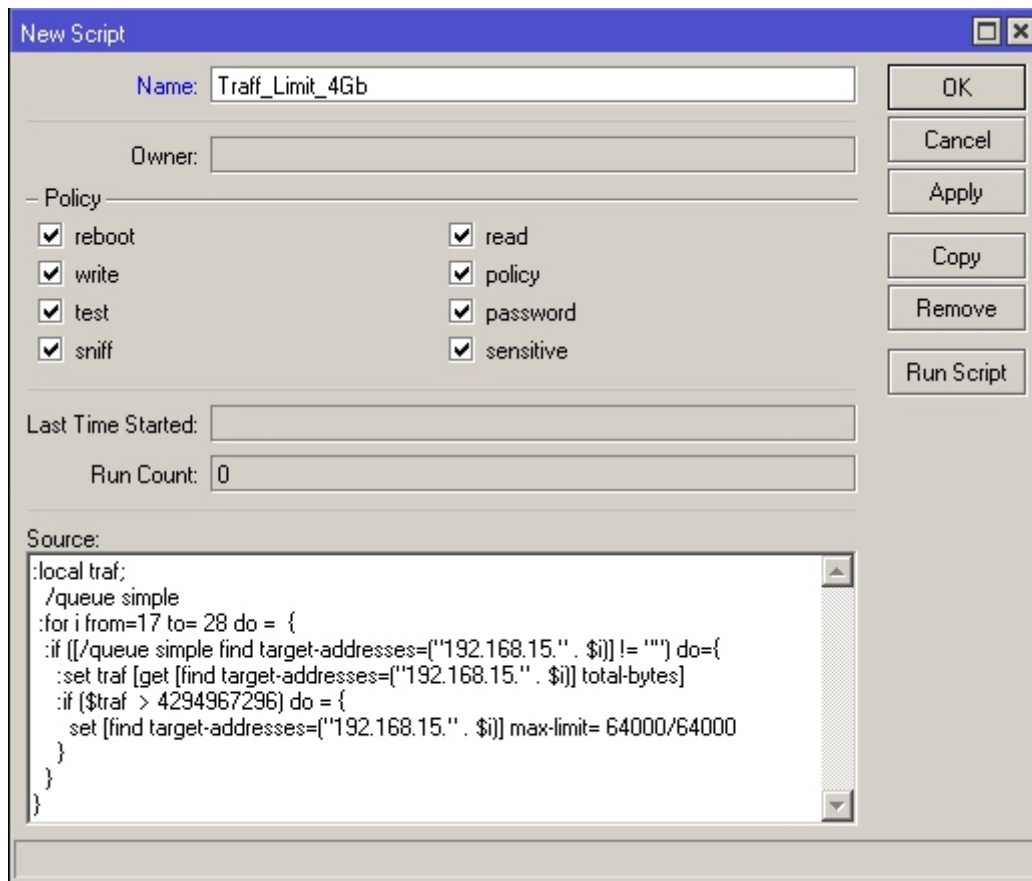 New Script
Name: Traff_Limit_4Gb
OK
Owner:
Cancel
Policy
Apply
reboot read
write policy
Copy
test password
Remove
sniff sensitive
Run Script
Last Time Started:
Run Count: 0
Source:
:local traf;
/queue simple
:for i from=17 to= 28 do = {
:if ([/queue simple find target-addresses=("192.168.15." . $i)] != "") do={
:set traf [get [find target-addresses=("192.168.15." . $i)] total-bytes]
:if ($traf > 4294967296) do = {
set [find target-addresses=("192.168.15." . $i)] max-limit= 64000/64000
}
}
}